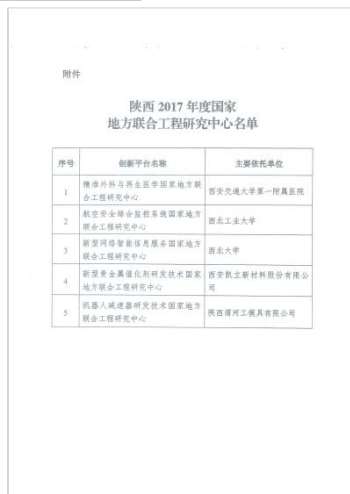 附件
陕西 2017 年度国家
地方联合工程研究中心名单
序号 创新平台名称 主要依托单位
1 精准外科与再生医学国家地方联合工程研究中心 西安交通大学第一附属医院
2 航空安全综合监控系统国家地方联合工程研究中心 西北工业大学
3 新型网络智能信息服务国家地方联合工程研究中心 西北大学
4 新型贵金属催化剂研发技术国家地方联合工程研究中心 西安凯立新材料股份有限公司
5 机器人减速器研发技术国家地方联合工程研究中心 陕西渭河工模具有限公司